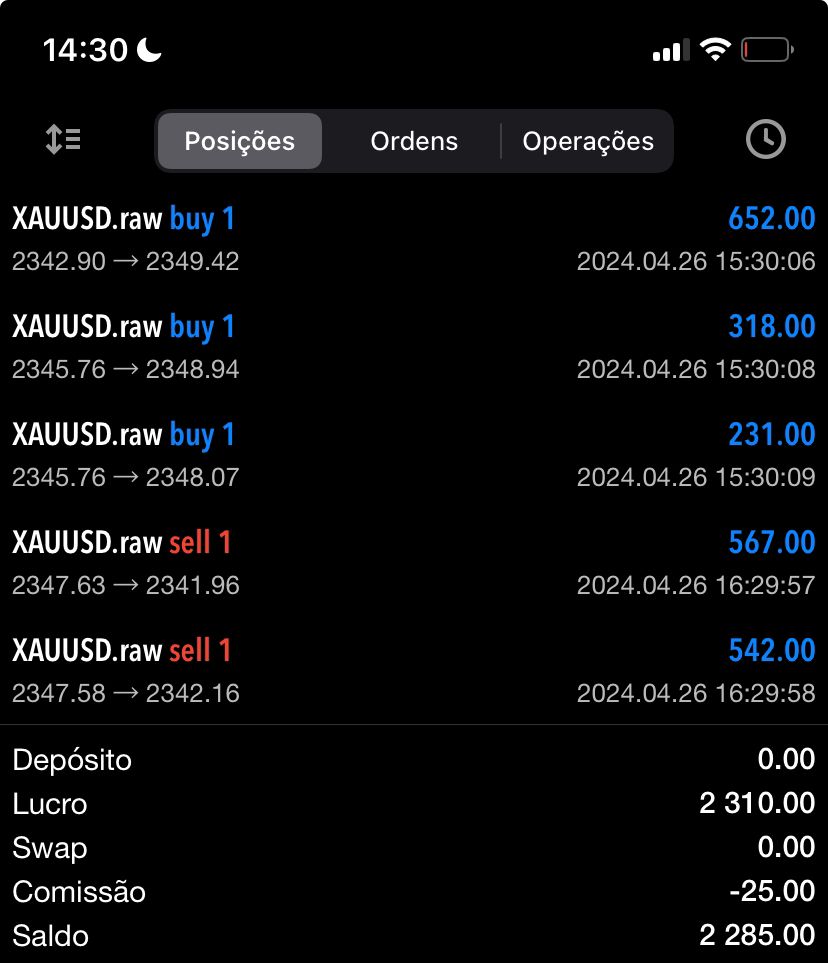 14:30
Posições Ordens Operações
XAUUSD.raw buy 1 652.00
2342.90 → 2349.42 2024.04.26 15:30:06
XAUUSD.raw buy 1 318.00
2345.76 → 2348.94 2024.04.26 15:30:08
XAUUSD.raw buy 1 231.00
2345.76 → 2348.07 2024.04.26 15:30:09
XAUUSD.raw sell 1 567.00
2347.63 → 2341.96 2024.04.26 16:29:57
XAUUSD.raw sell 1 542.00
2347.58 → 2342.16 2024.04.26 16:29:58
Depósito 0.00
Lucro 2 310.00
Swap 0.00
Comissão -25.00
Saldo 2 285.00